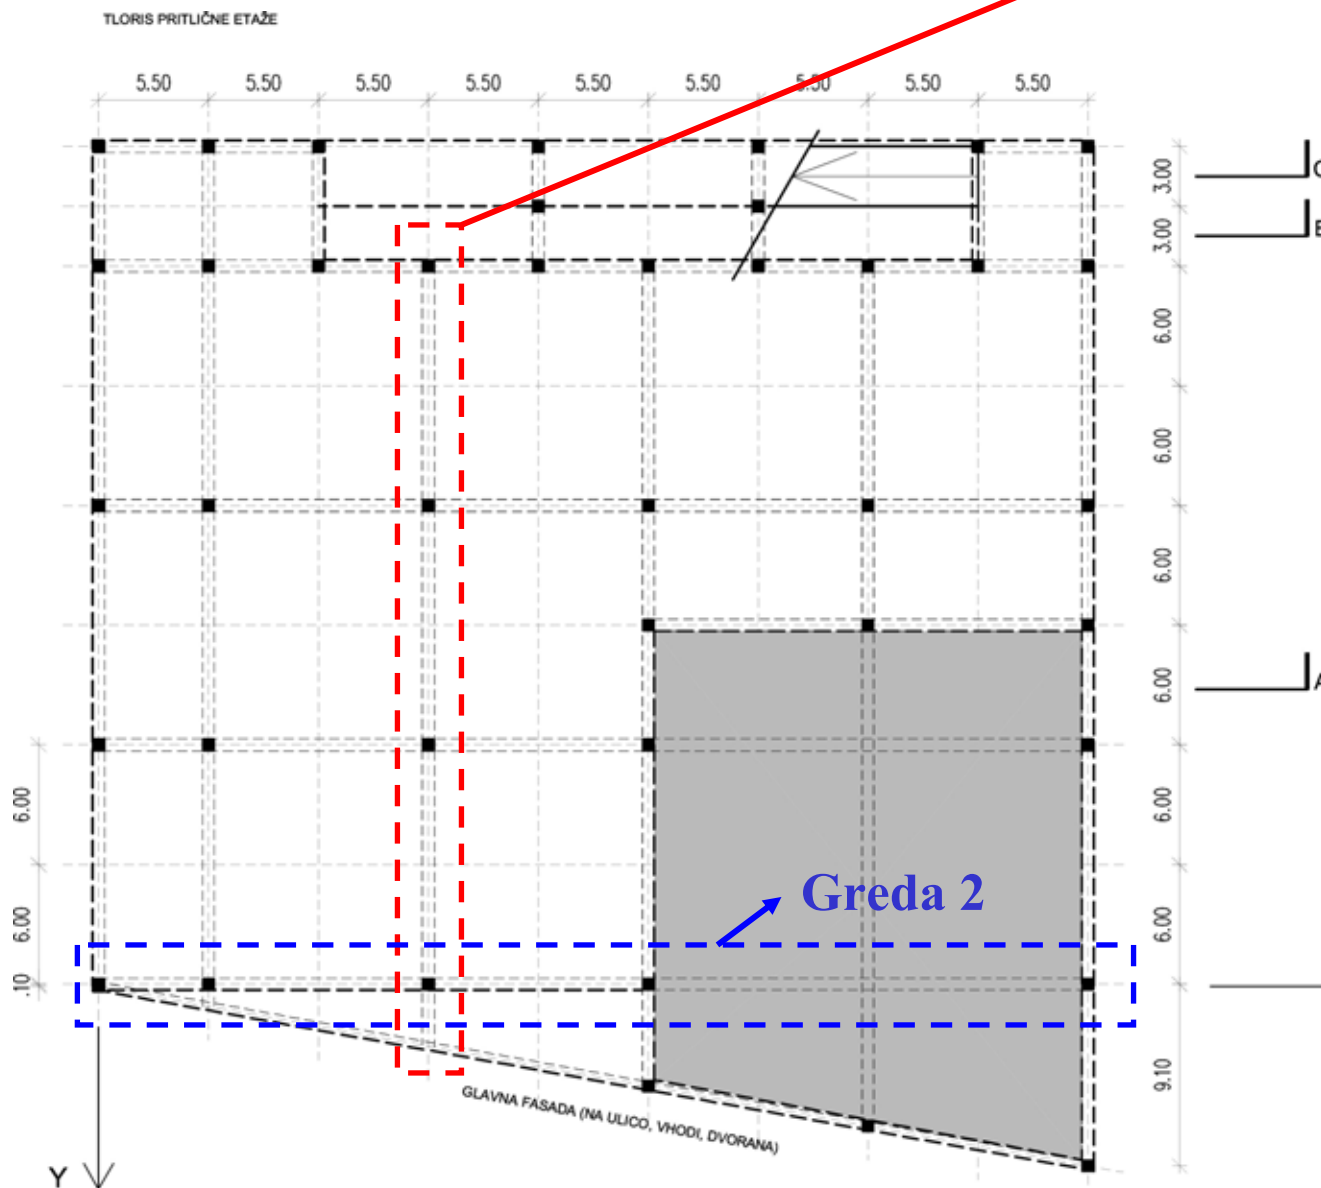 TLORIS PRITLIČNE ETAŽE
5.50 5.50 5.50 5.50 5.50 5.50 5.50 5.50 5.50
3.00
3.00
6.00
6.00
6.00
6.00
6.00
6.00
9.10
6.00
6.00
.10
Greda 2
GLAVNA FASADA (NA ULICO, VHODI, DVORANA)
Y